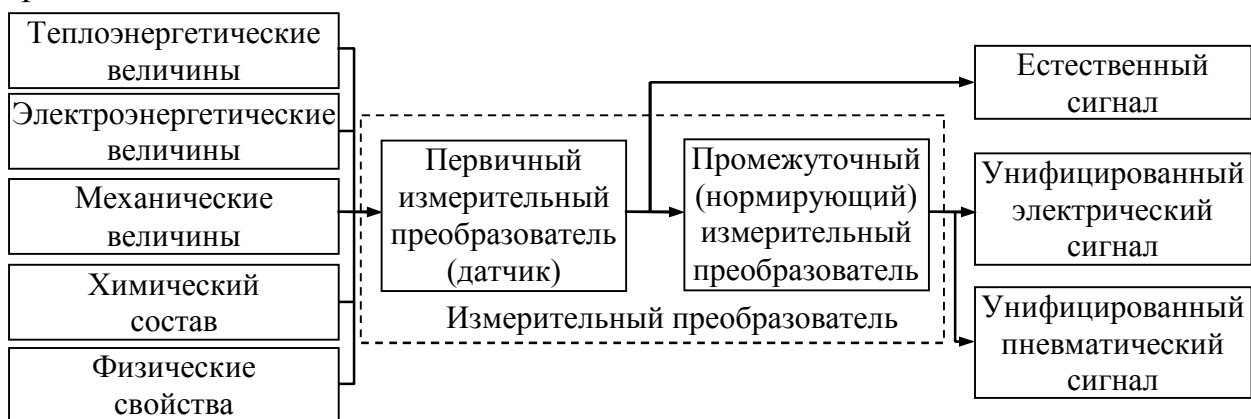 Теплоэнергетические
величины
Электроэнергетические
величины
Механические
величины
Химический
состав
Физические
свойства
Первичный
измерительный
преобразователь
(датчик)
Промежуточный
(нормирующий)
измерительный
преобразователь
Измерительный преобразователь
Естественный
сигнал
Унифицированный
электрический
сигнал
Унифицированный
пневматический
сигнал